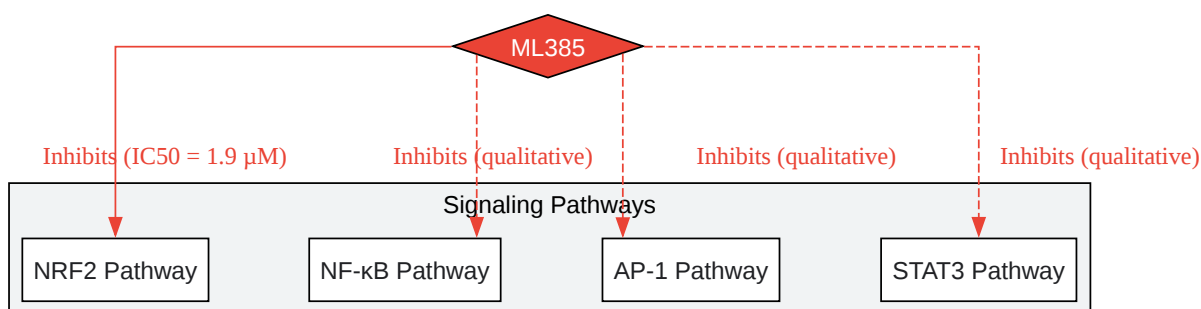 ML385
Inhibits (IC50 = 1.9 µM)
Inhibits (qualitative)
Inhibits (qualitative)
Inhibits (qualitative)
Signaling Pathways
NRF2 Pathway
NF-κB Pathway
AP-1 Pathway
STAT3 Pathway